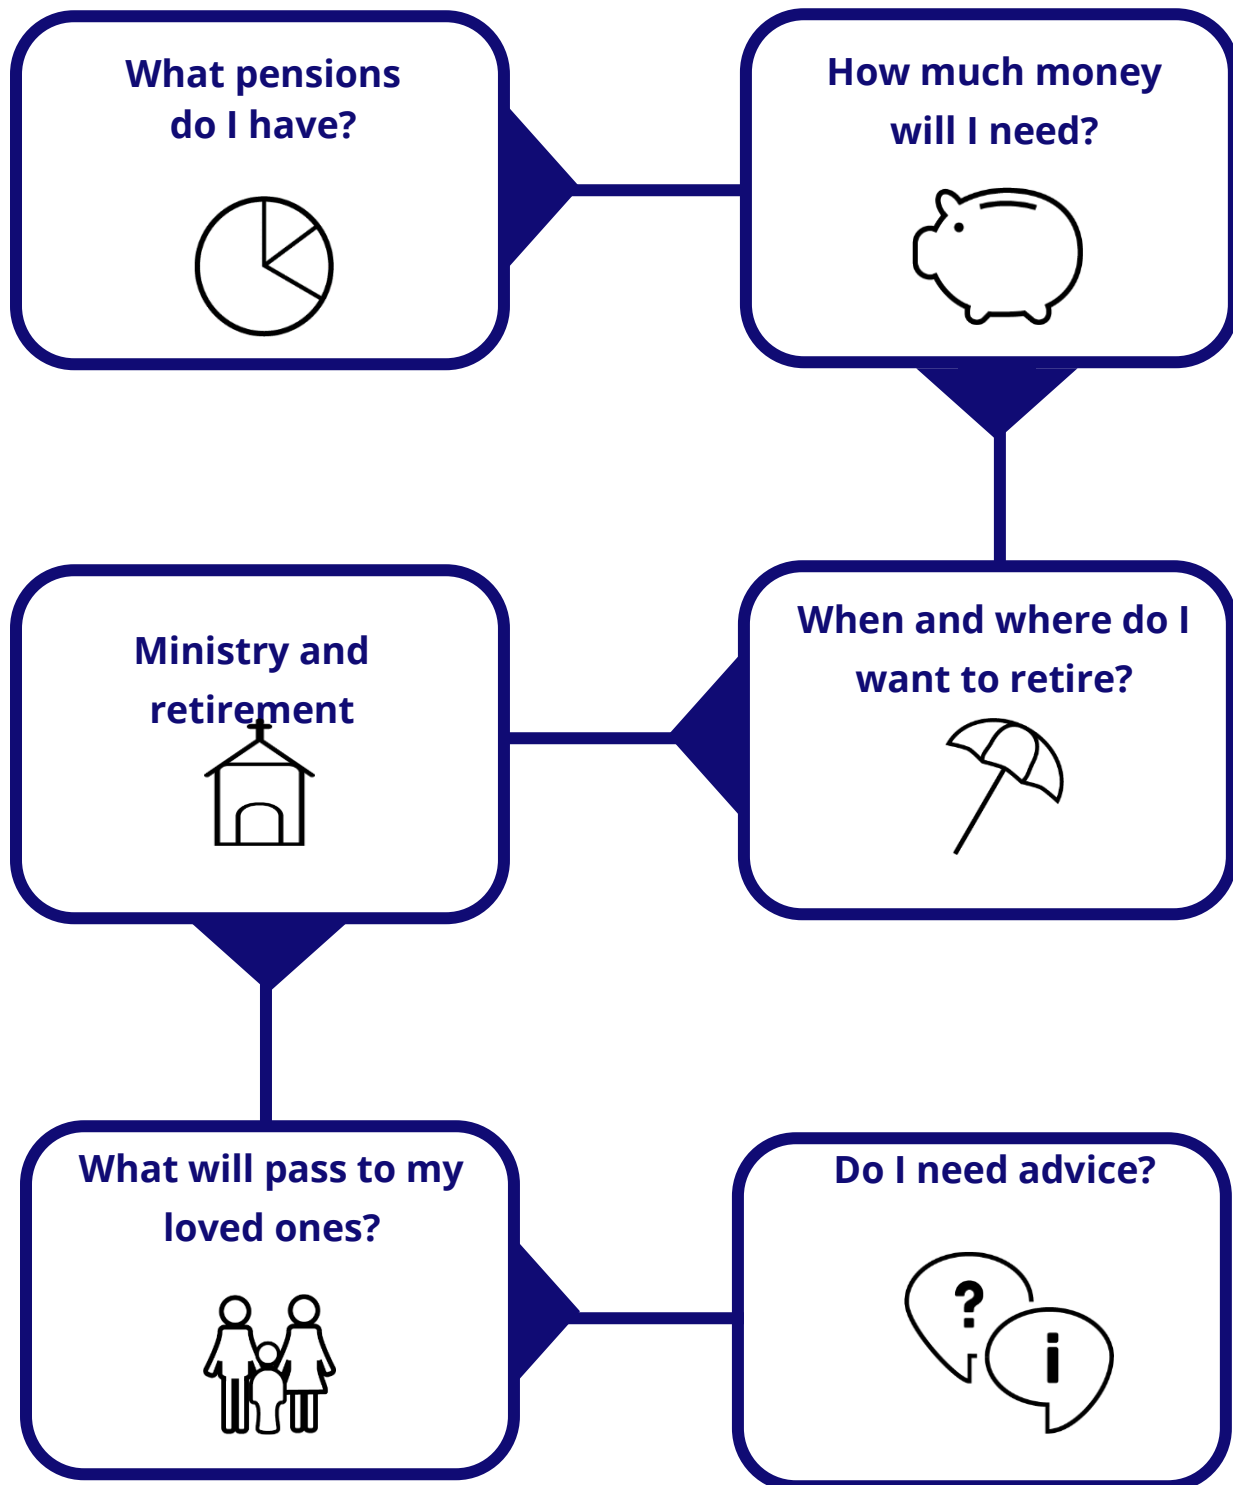 What pensions
do I have?
How much money
will I need?
When and where do I
want to retire?
Ministry and
retirement
What will pass to my
loved ones?
Do I need advice?
?
i